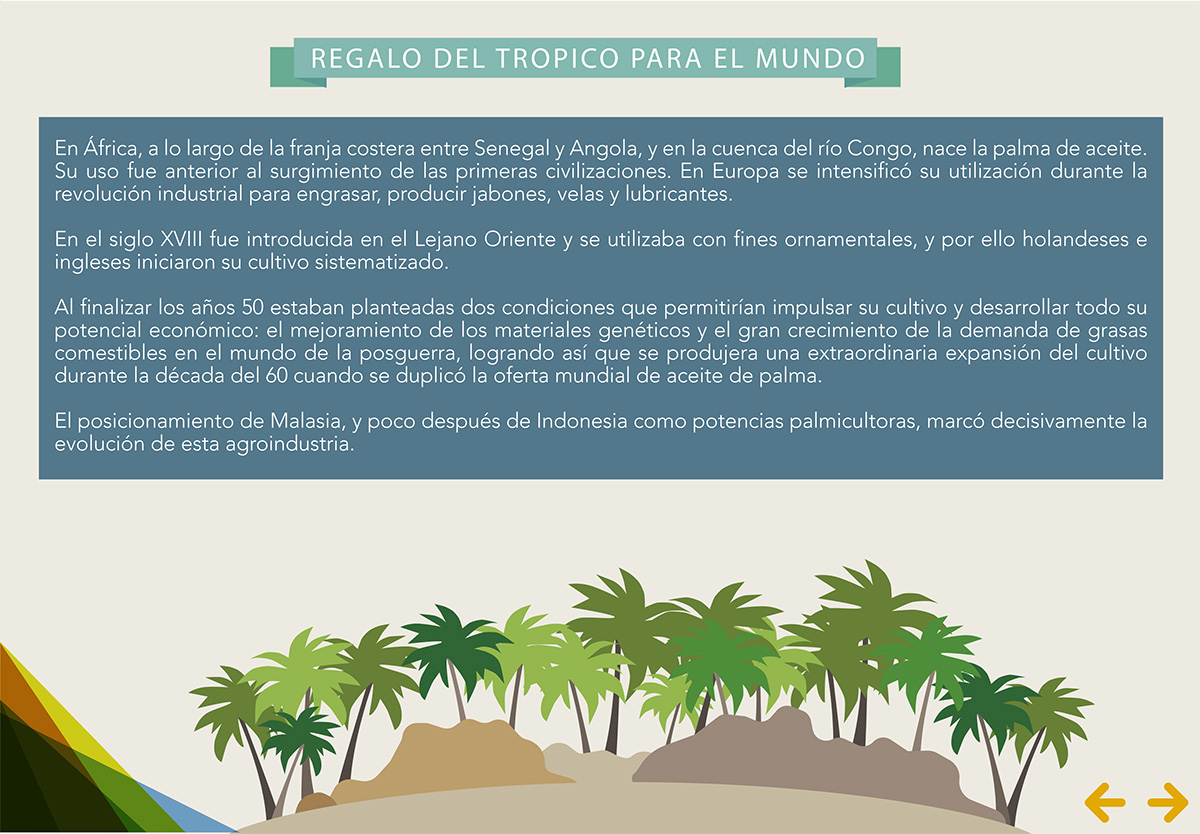 REGALO DEL TROPICO PARA EL MUNDO
En África, a lo largo de la franja costera entre Senegal y Angola, y en la cuenca del río Congo, nace la palma de aceite.
Su uso fue anterior al surgimiento de las primeras civilizaciones. En Europa se intensificó su utilización durante la
revolución industrial para engrasar, producir jabones, velas y lubricantes.
En el siglo XVIII fue introducida en el Lejano Oriente y se utilizaba con fines ornamentales, y por ello holandeses e
ingleses iniciaron su cultivo sistematizado.
Al finalizar los años 50 estaban planteadas dos condiciones que permitirían impulsar su cultivo y desarrollar todo su
potencial económico: el mejoramiento de los materiales genéticos y el gran crecimiento de la demanda de grasas
comestibles en el mundo de la posguerra, logrando así que se produjera una extraordinaria expansión del cultivo
durante la década del 60 cuando se duplicó la oferta mundial de aceite de palma.
El posicionamiento de Malasia, y poco después de Indonesia como potencias palmicultoras, marcó decisivamente la
evolución de esta agroindustria.